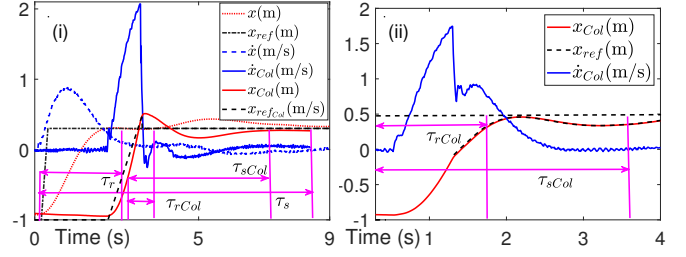 2
1
0
-1
0
5
9
Time (s)
(i)
x(m)
x_ref(m)
ẋ(m/s)
ẋ_Col(m/s)
x_Col(m)
x_ref_Col(m/s)
τ_r
τ_sCol
τ_rCol
τ_s
2
1.5
1
0.5
0
-0.5
-1
1
2
3
4
Time (s)
(ii)
x_Col(m)
x_ref(m)
ẋ_Col(m/s)
τ_rCol
τ_sCol